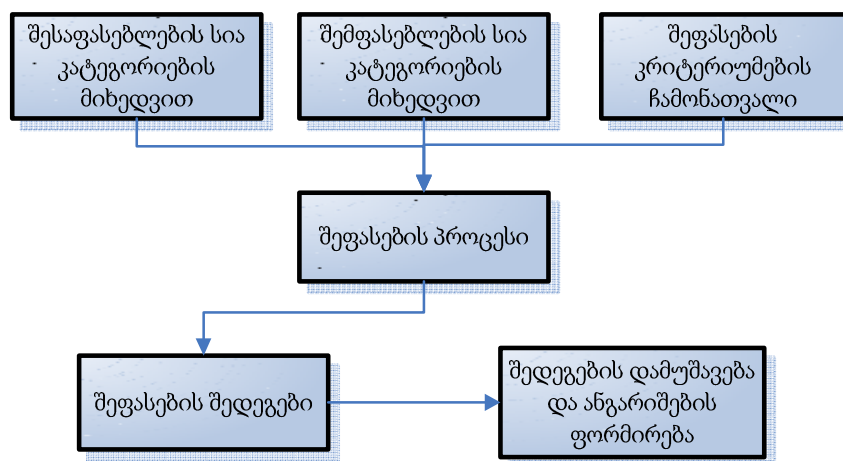 შესაფასებლების სია
კატეგორიების
მიხედვით
შემფასებლების სია
კატეგორიების
მიხედვით
შეფასების
კრიტერიუმების
ჩამონათვალი
შეფასების პროცესი
შეფასების შედეგები
შედეგების დამუშავება
და ანგარიშების
ფორმირება